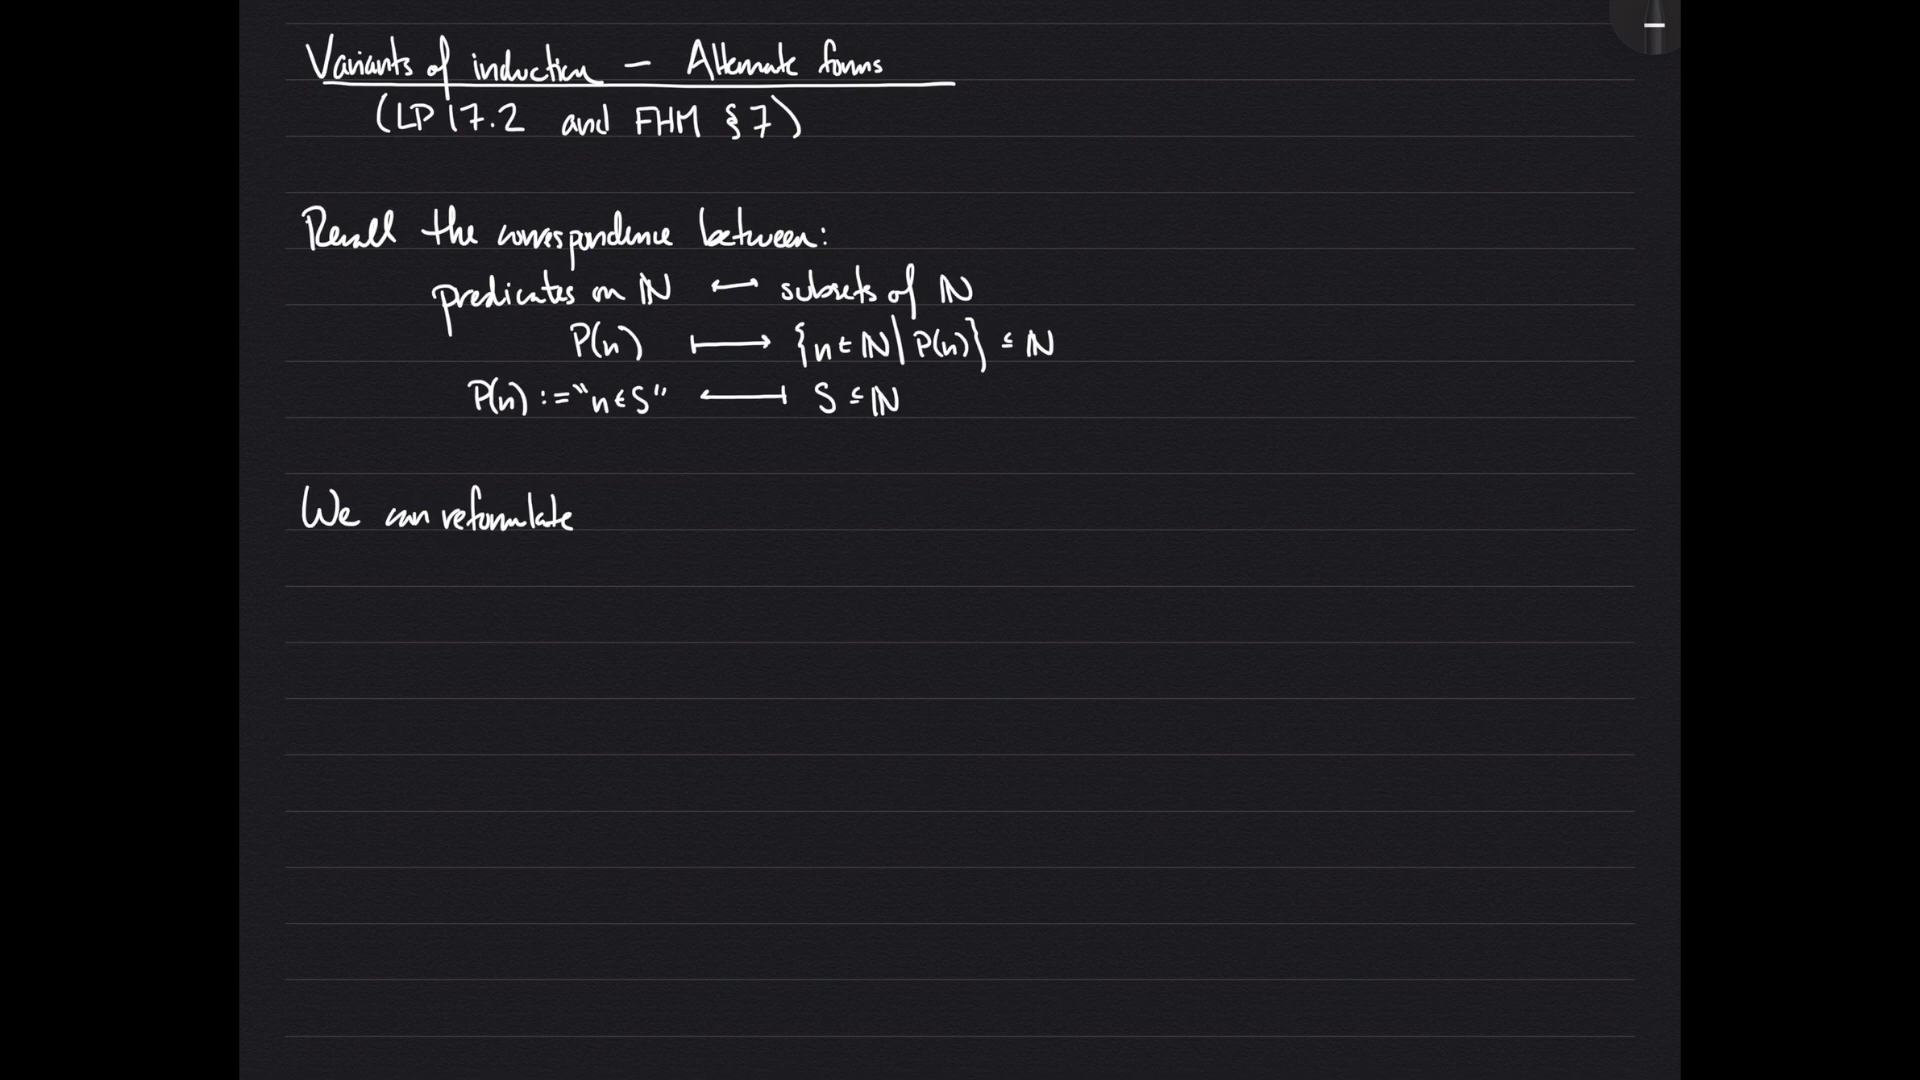 Variants of induction – Alternate forms
(LP 17.2 and FHM §7)
Recall the correspondence between:
predicates on ℕ ↔ subsets of ℕ
P(n) ⟼ {n ∈ ℕ | P(n)} ⊆ ℕ
P(n) := "n ∈ S" ⟻ S ⊆ ℕ
We can reformulate